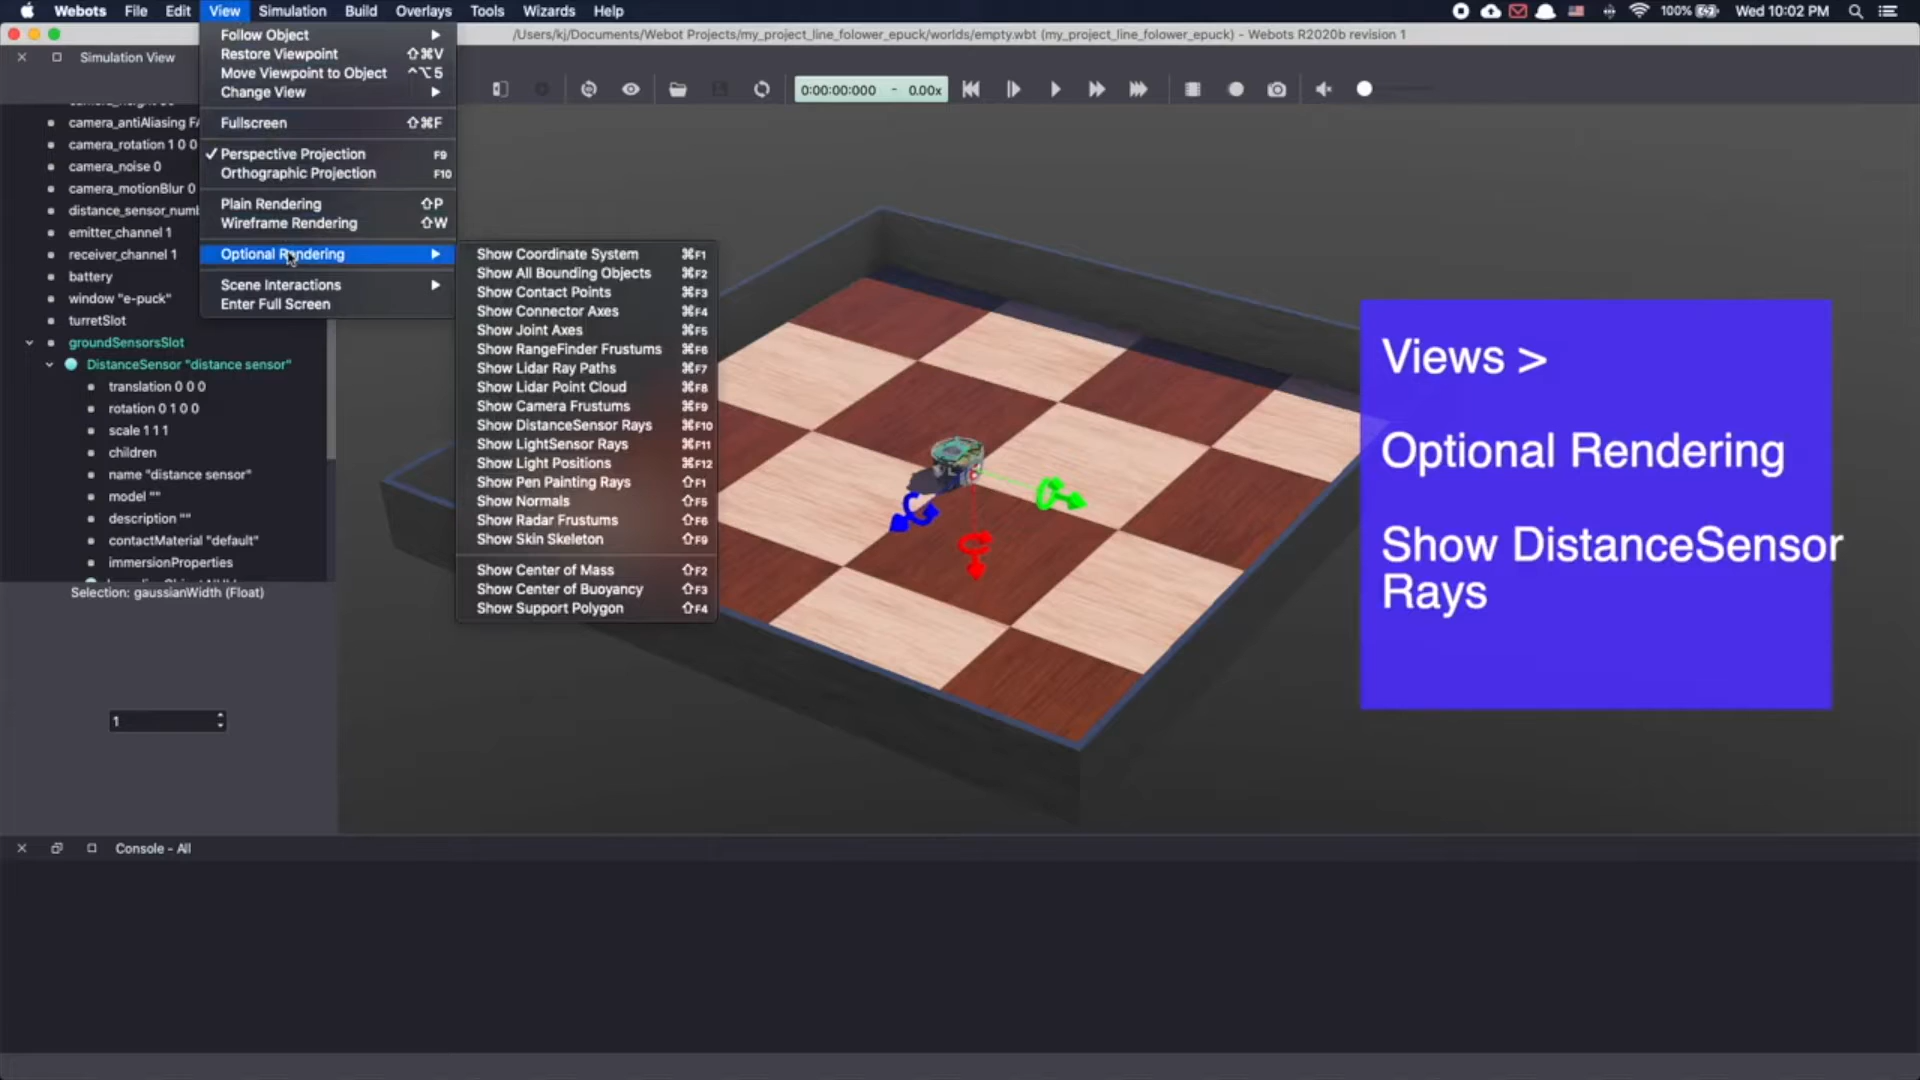 Webots File Edit View Simulation Build Overlays Tools Wizards Help 100% Wed 10:02 PM
/Users/kj/Documents/Webot Projects/my_project_line_folower_epuck/worlds/empty.wbt (my_project_line_folower_epuck) - Webots R2020b revision 1
Simulation View
0:00:00:000 - 0.00x
Follow Object
Restore Viewpoint ⇧⌘V
Move Viewpoint to Object ^⌥5
Change View
Fullscreen ⇧⌘F
✓ Perspective Projection F9
Orthographic Projection F10
Plain Rendering ⇧P
Wireframe Rendering ⇧W
Optional Rendering
Scene Interactions
Enter Full Screen
Show Coordinate System ⌘F1
Show All Bounding Objects ⌘F2
Show Contact Points ⌘F3
Show Connector Axes ⌘F4
Show Joint Axes ⌘F5
Show RangeFinder Frustums ⌘F6
Show Lidar Ray Paths ⌘F7
Show Lidar Point Cloud ⌘F8
Show Camera Frustums ⌘F9
Show DistanceSensor Rays ⌘F10
Show LightSensor Rays ⌘F11
Show Light Positions ⌘F12
Show Pen Painting Rays ⇧F1
Show Normals ⇧F5
Show Radar Frustums ⇧F6
Show Skin Skeleton ⇧F9
Show Center of Mass ⇧F2
Show Center of Buoyancy ⇧F3
Show Support Polygon ⇧F4
camera_antiAliasing FA
camera_rotation 1 0 0
camera_noise 0
camera_motionBlur 0
distance_sensor_numb
emitter_channel 1
receiver_channel 1
battery
window "e-puck"
turretSlot
groundSensorsSlot
DistanceSensor "distance sensor"
translation 0 0 0
rotation 0 1 0 0
scale 1 1 1
children
name "distance sensor"
model ""
description ""
contactMaterial "default"
immersionProperties
Selection: gaussianWidth (Float)
1
Views >
Optional Rendering
Show DistanceSensor
Rays
Console - All